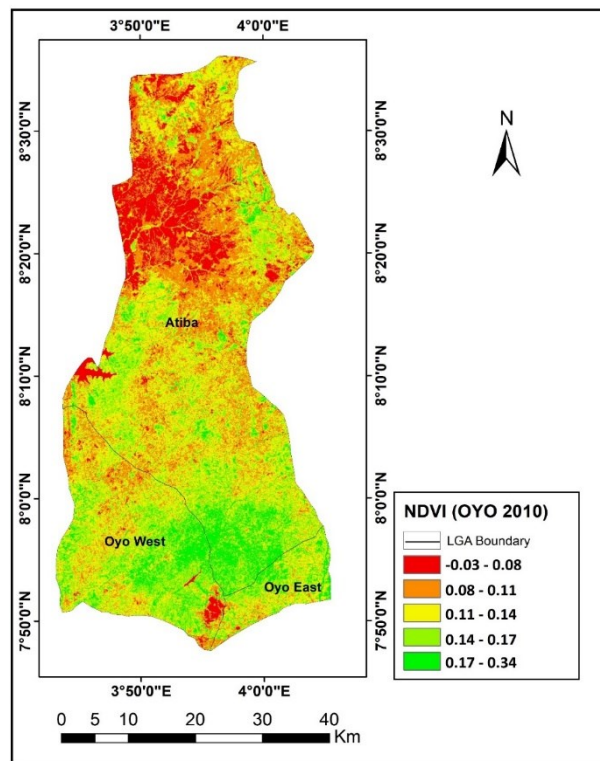 3°50'0"E 4°0'0"E
N
8°30'0"N 8°30'0"N
8°20'0"N 8°20'0"N
Atiba
8°10'0"N 8°10'0"N
8°0'0"N 8°0'0"N
NDVI (OYO 2010)
LGA Boundary
Oyo West
-0.03 - 0.08
Oyo East
0.08 - 0.11
7°50'0"N 7°50'0"N
0.11 - 0.14
0.14 - 0.17
0.17 - 0.34
3°50'0"E 4°0'0"E
0 5 10 20 30 40
Km